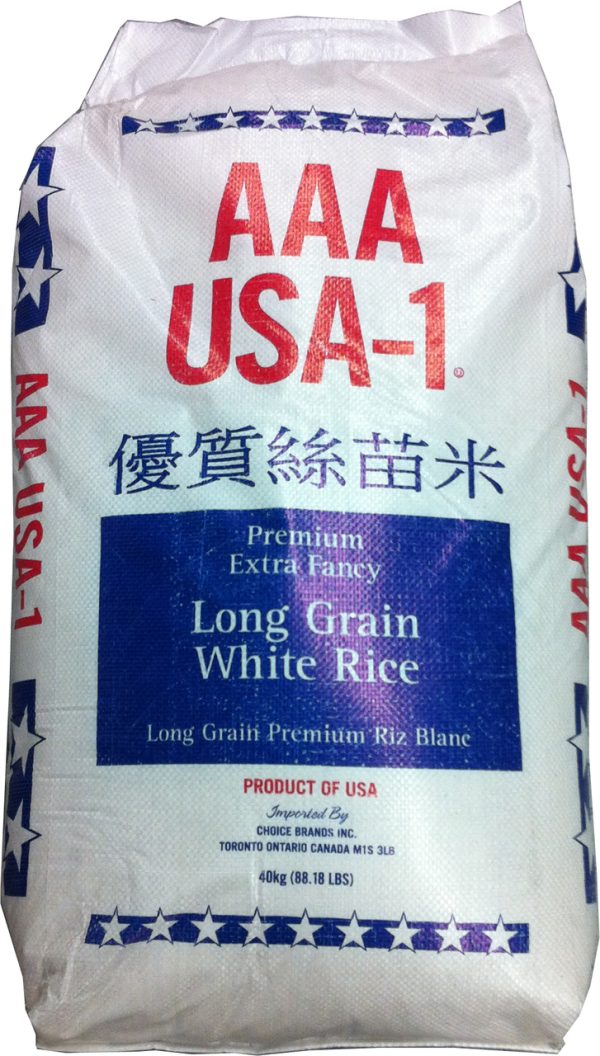 AAA
USA-1®
優質絲苗米
Premium
Extra Fancy
Long Grain
White Rice
Long Grain Premium Riz Blanc
PRODUCT OF USA
Imported By
CHOICE BRANDS INC.
TORONTO ONTARIO CANADA M1S 3L8
40kg (88.18 LBS)
AAA USA-1
AAA USA-1